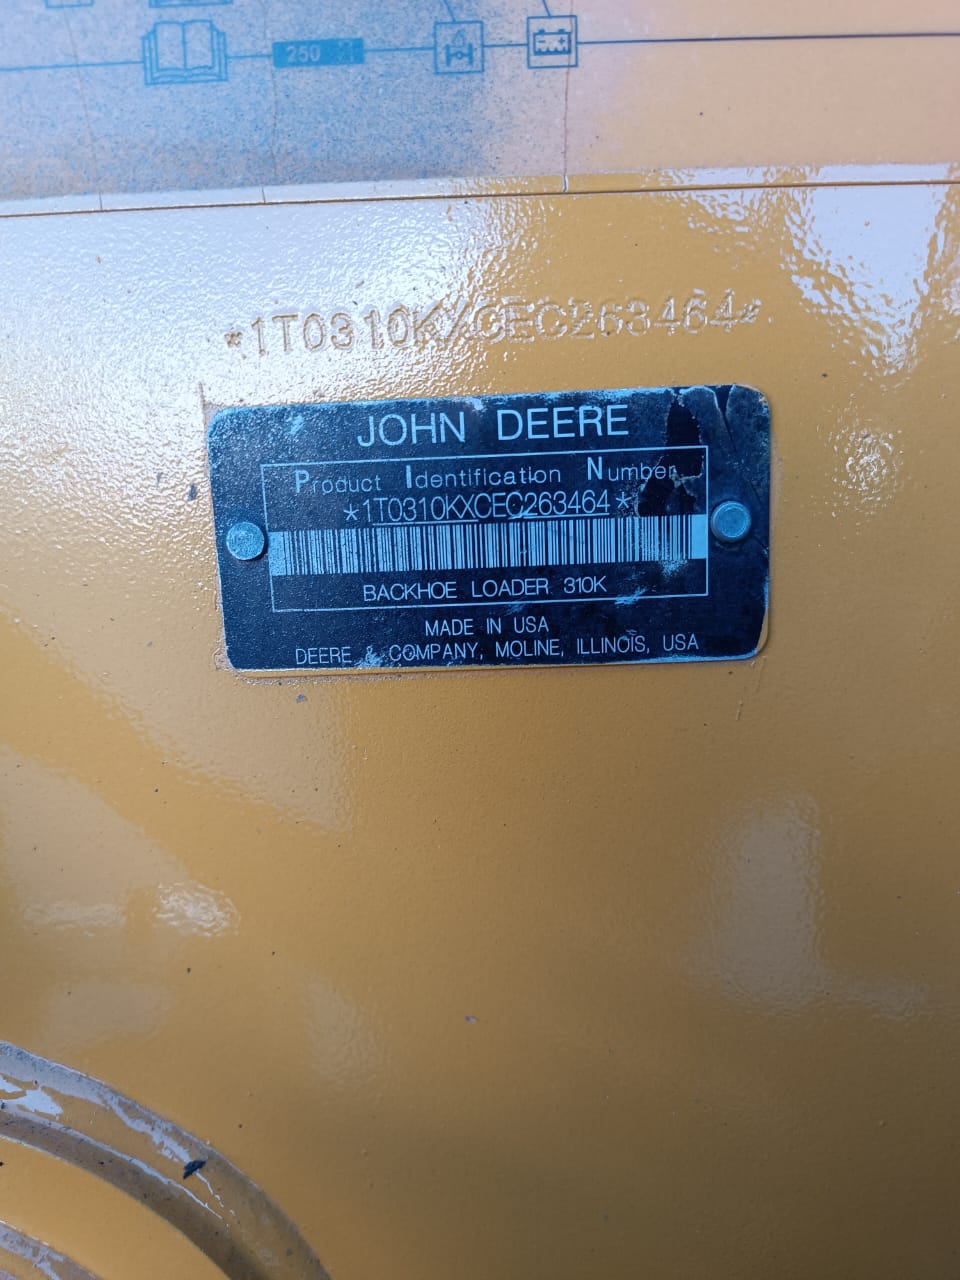 250
*1T0310KXCEC263464*
JOHN DEERE
Product Identification Number
*1T0310KXCEC263464*
BACKHOE LOADER 310K
MADE IN USA
DEERE & COMPANY, MOLINE, ILLINOIS, USA